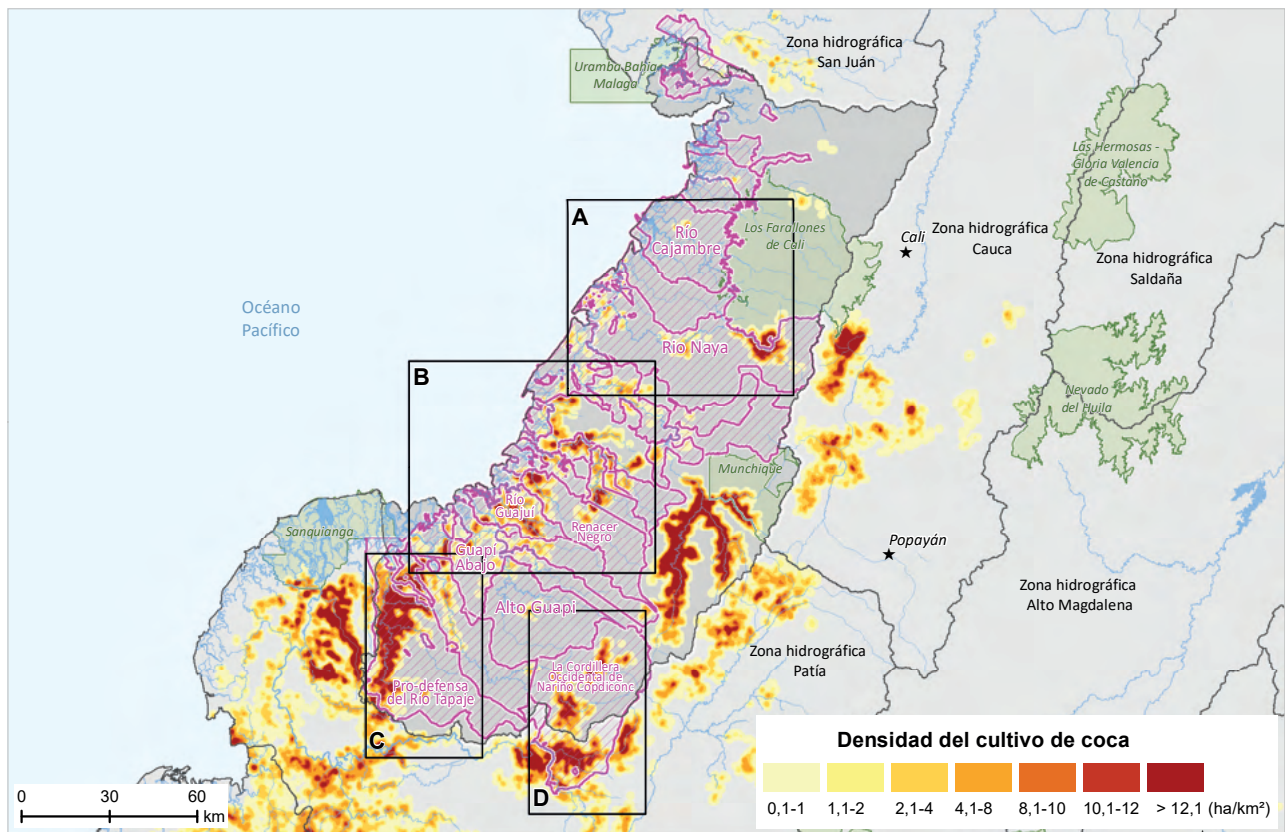 Zona hidrográfica
San Juán
Uramba Bahía
Malaga
Las Hermosas -
Gloria Valencia
de Castaño
A
Río
Cajambre
Los Farallones
de Cali
Cali
Zona hidrográfica
Cauca
Zona hidrográfica
Saldaña
Océano
Pacífico
Rio Naya
B
Nevado
del Huila
Munchique
Río
Guajuí
Renacer
Negro
Sanquianga
Guapí
Abajo
Popayán
Zona hidrográfica
Alto Magdalena
Alto Guapi
Zona hidrográfica
Patía
La Cordillera
Occidental de
Nariño Copdiconc
Pro-defensa
del Río Tapaje
C
D
0 30 60
km
Densidad del cultivo de coca
0,1-1 1,1-2 2,1-4 4,1-8 8,1-10 10,1-12 > 12,1 (ha/km²)